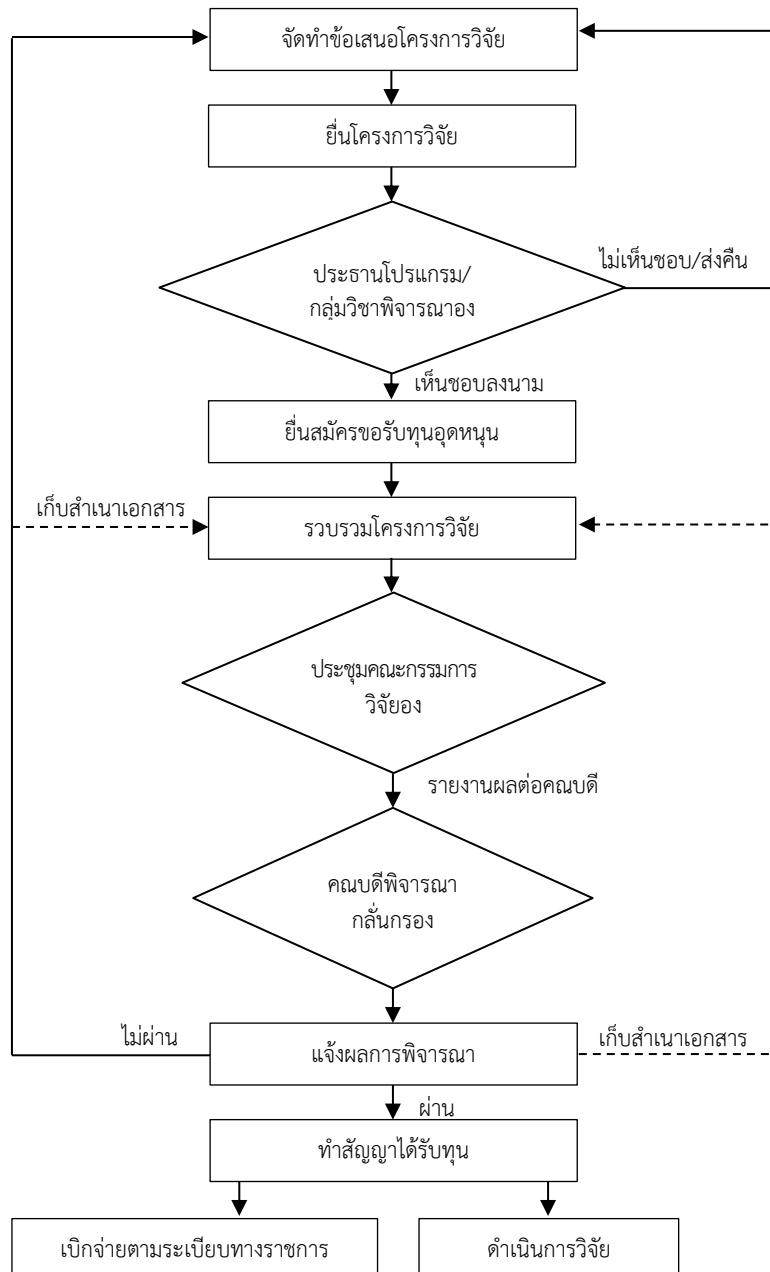 จัดทำข้อเสนอโครงการวิจัย
ยื่นโครงการวิจัย
ประธานโปรแกรม/
กลุ่มวิชาพิจารณาอง
ไม่เห็นชอบ/ส่งคืน
เห็นชอบลงนาม
ยื่นสมัครขอรับทุนอุดหนุน
เก็บสำเนาเอกสาร
รวบรวมโครงการวิจัย
ประชุมคณะกรรมการ
วิจัยอง
รายงานผลต่อคณบดี
คณบดีพิจารณา
กลั่นกรอง
ไม่ผ่าน
แจ้งผลการพิจารณา
เก็บสำเนาเอกสาร
ผ่าน
ทำสัญญาได้รับทุน
เบิกจ่ายตามระเบียบทางราชการ
ดำเนินการวิจัย